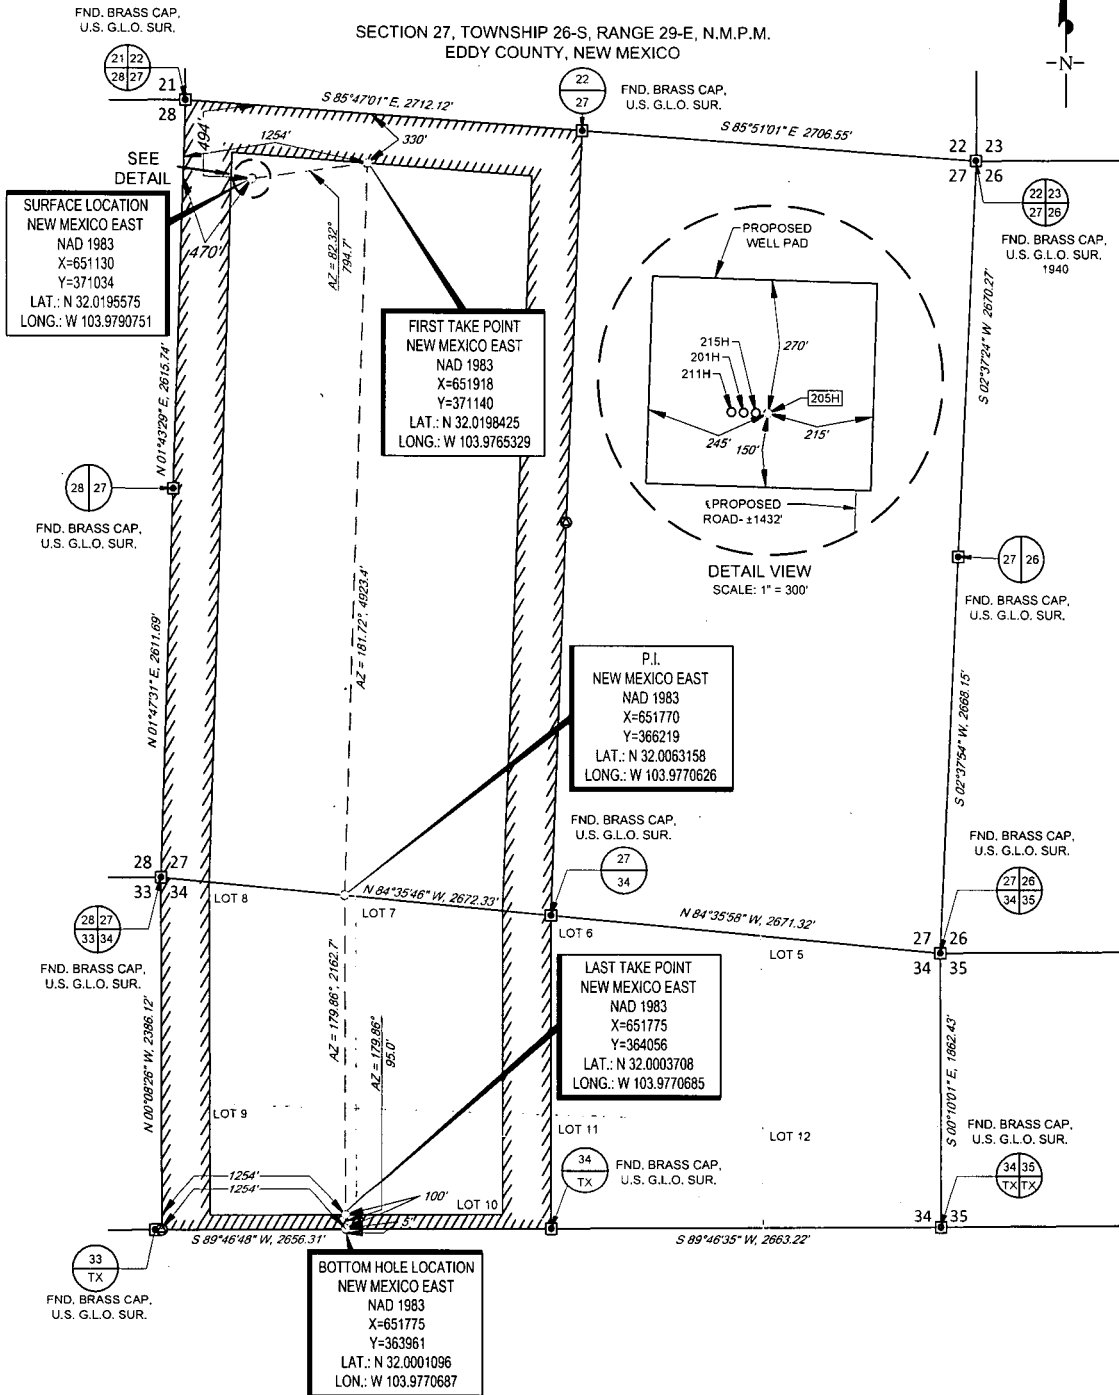 SECTION 27, TOWNSHIP 26-S, RANGE 29-E, N.M.P.M.
EDDY COUNTY, NEW MEXICO
-N-
FND. BRASS CAP,
U.S. G.L.O. SUR.
21 22
28 27
21
28
S 85°47'01" E, 2712.12'
22
27
FND. BRASS CAP,
U.S. G.L.O. SUR.
S 85°51'01" E 2706.55'
22 23
27 26
22 23
27 26
FND. BRASS CAP,
U.S. G.L.O. SUR.
1940
494'
1254'
330'
SEE
DETAIL
470'
AZ = 82.32°
794.7'
SURFACE LOCATION
NEW MEXICO EAST
NAD 1983
X=651130
Y=371034
LAT.: N 32.0195575
LONG.: W 103.9790751
FIRST TAKE POINT
NEW MEXICO EAST
NAD 1983
X=651918
Y=371140
LAT.: N 32.0198425
LONG.: W 103.9765329
PROPOSED
WELL PAD
270'
215H
201H
211H
205H
245'
215'
150'
PROPOSED
ROAD- ±1432'
DETAIL VIEW
SCALE: 1" = 300'
S 02°37'24" W, 2670.27'
N 01°43'29" E, 2615.74'
28 27
FND. BRASS CAP,
U.S. G.L.O. SUR.
27 26
FND. BRASS CAP,
U.S. G.L.O. SUR.
N 01°47'31" E, 2611.69'
AZ = 181.72°, 4923.4'
S 02°37'54" W, 2668.15'
P.I.
NEW MEXICO EAST
NAD 1983
X=651770
Y=366219
LAT.: N 32.0063158
LONG.: W 103.9770626
FND. BRASS CAP,
U.S. G.L.O. SUR.
27
34
FND. BRASS CAP,
U.S. G.L.O. SUR.
27 26
34 35
28 27
33 34
28 27
33 34
FND. BRASS CAP,
U.S. G.L.O. SUR.
LOT 8
N 84°35'46" W, 2672.33'
LOT 7
LOT 6
N 84°35'58" W, 2671.32'
LOT 5
27 26
34 35
LAST TAKE POINT
NEW MEXICO EAST
NAD 1983
X=651775
Y=364056
LAT.: N 32.0003708
LONG.: W 103.9770685
N 00°08'26" W, 2386.12'
AZ = 179.86°, 2162.7'
AZ = 179.86°
95.0'
S 00°10'01" E, 1862.43'
LOT 9
LOT 11
LOT 12
FND. BRASS CAP,
U.S. G.L.O. SUR.
34 35
TX TX
34
TX
FND. BRASS CAP,
U.S. G.L.O. SUR.
1254'
1254'
100'
5'
LOT 10
34 35
S 89°46'48" W, 2656.31'
S 89°46'35" W, 2663.22'
33
TX
FND. BRASS CAP,
U.S. G.L.O. SUR.
BOTTOM HOLE LOCATION
NEW MEXICO EAST
NAD 1983
X=651775
Y=363961
LAT.: N 32.0001096
LON.: W 103.9770687